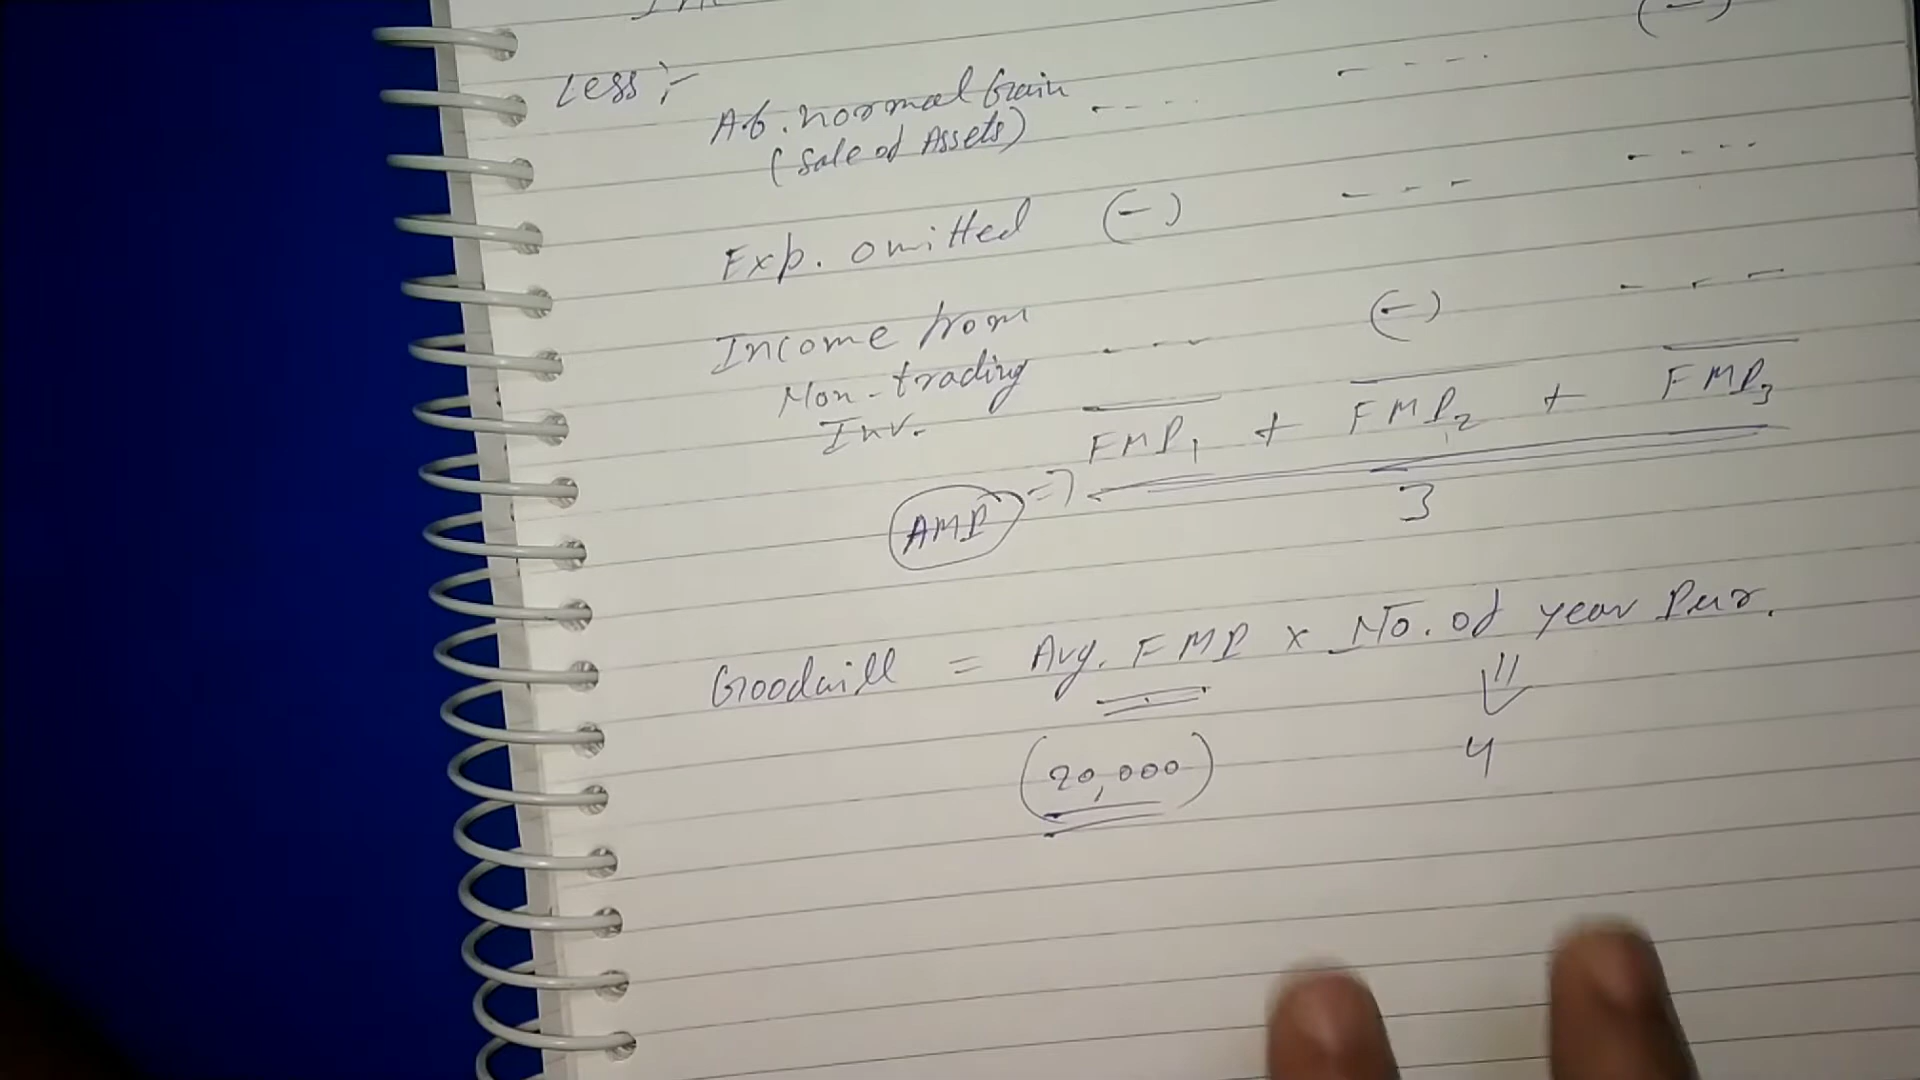 Less :-
Ab. normal Gain - - - - - - - -
(Sale of Assets)
(-)
Exp. omitted (-) - - - - - - -
Income from
Non-trading - - - (-) - - -
Inv.
FMP1 + FMP2 + FMP3
AMP => 3
Goodwill = Avg. FMP x No. of year Pur.
(20,000) 4